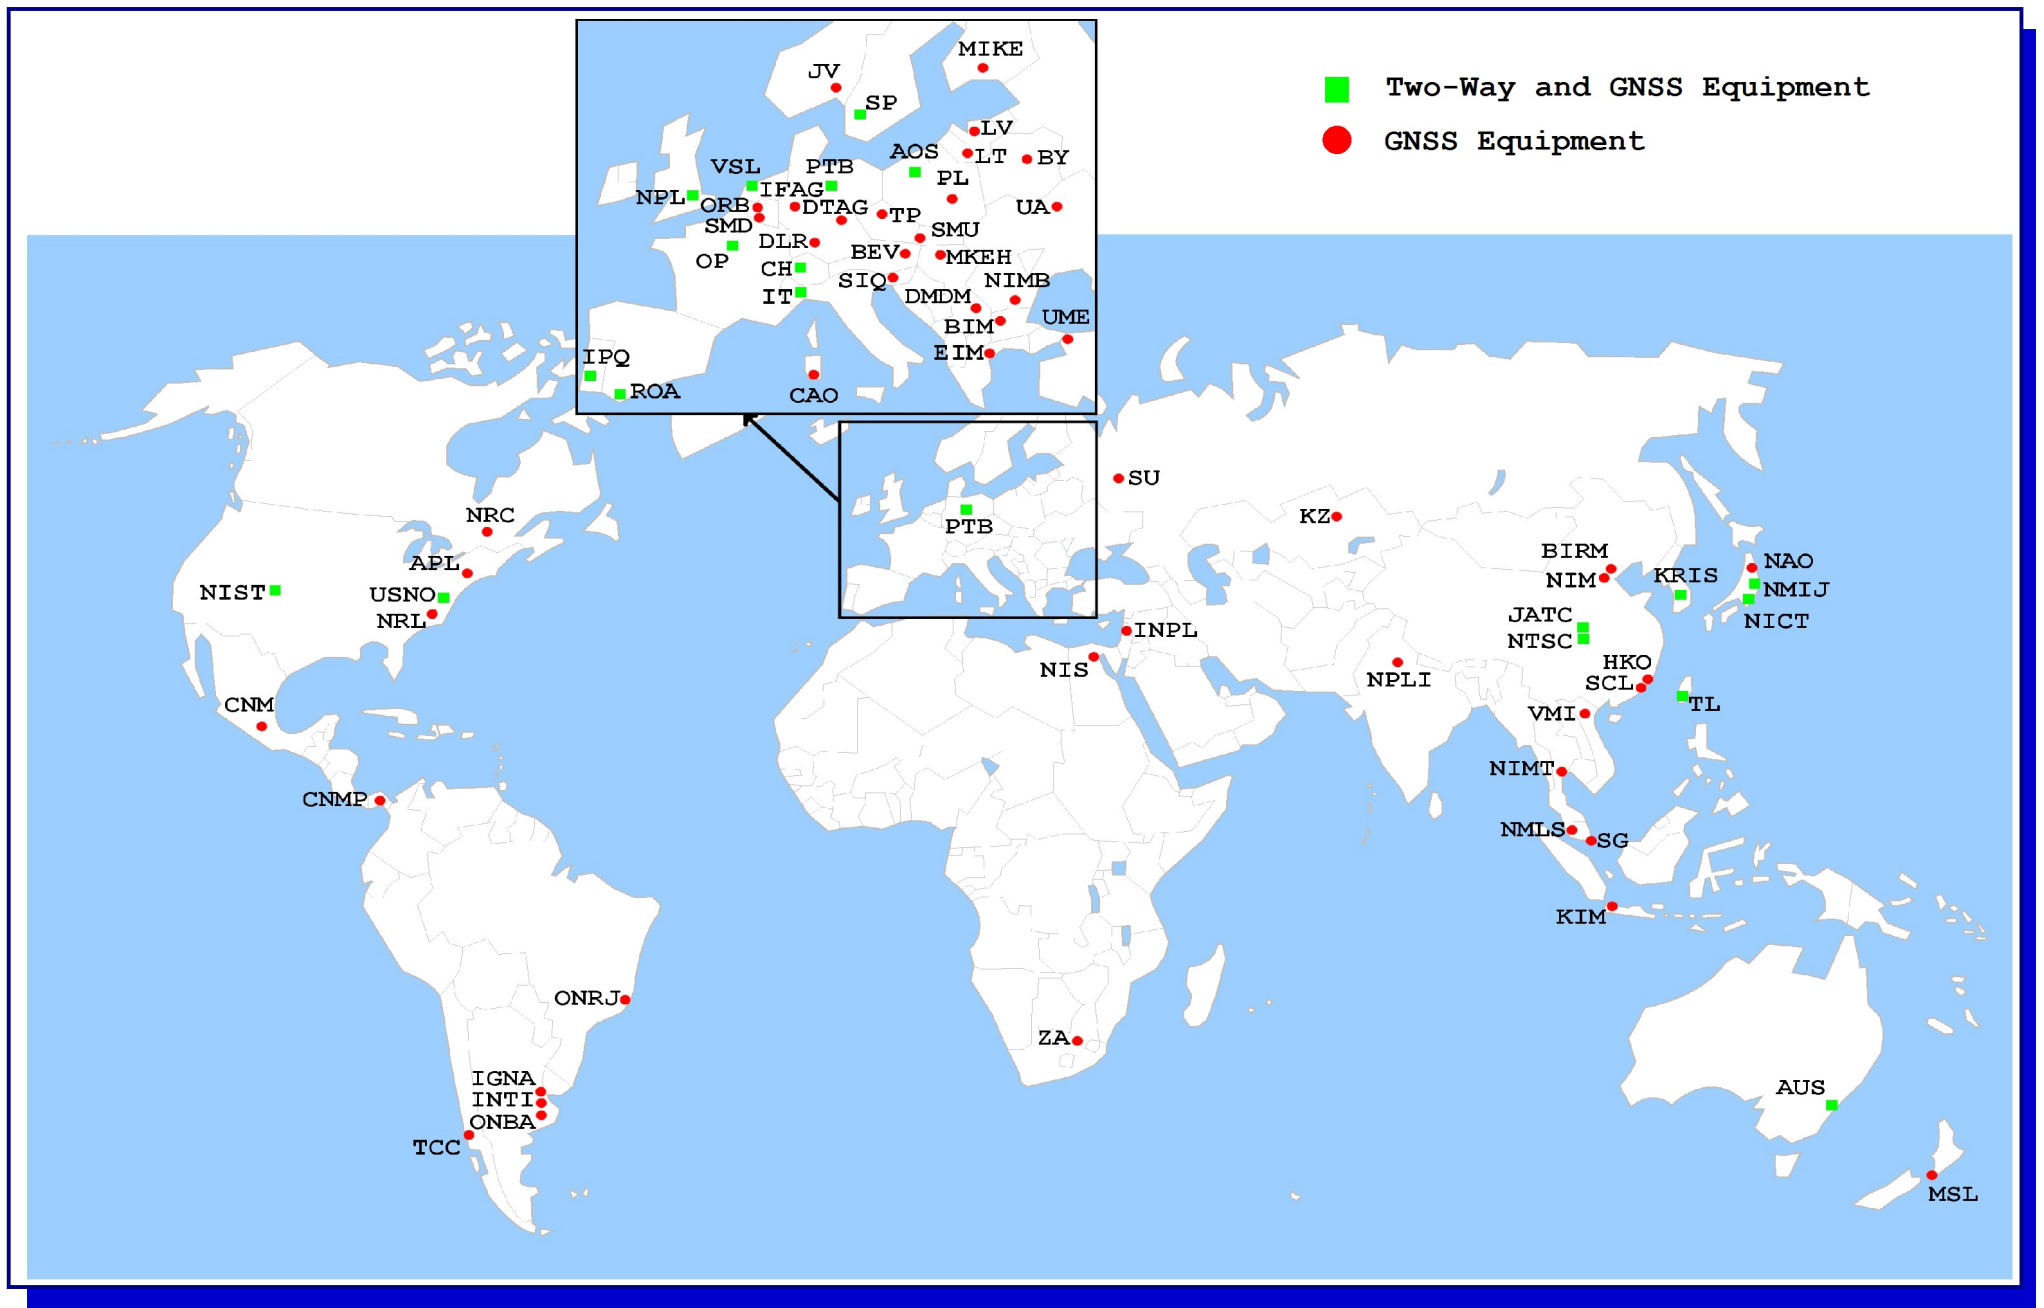 MIKE
JV
SP
Two-Way and GNSS Equipment
GNSS Equipment
LV
AOS
LT
BY
VSL
PTB
IFAG
PL
NPL
ORB
DTAG
TP
UA
SMD
DLR
SMU
OP
BEV
MKEH
CH
SIQ
NIMB
IT
DMDM
BIM
UME
EIM
IPQ
ROA
CAO
SU
NRC
KZ
PTB
APL
BIRM
NAO
NIST
USNO
NIM
KRIS
NMIJ
NRL
JATC
NICT
INPL
NTSC
NIS
NPLI
HKO
SCL
CNM
TL
VMI
NIMT
CNMP
NMLS
SG
KIM
ONRJ
ZA
IGNA
INTI
AUS
ONBA
TCC
MSL